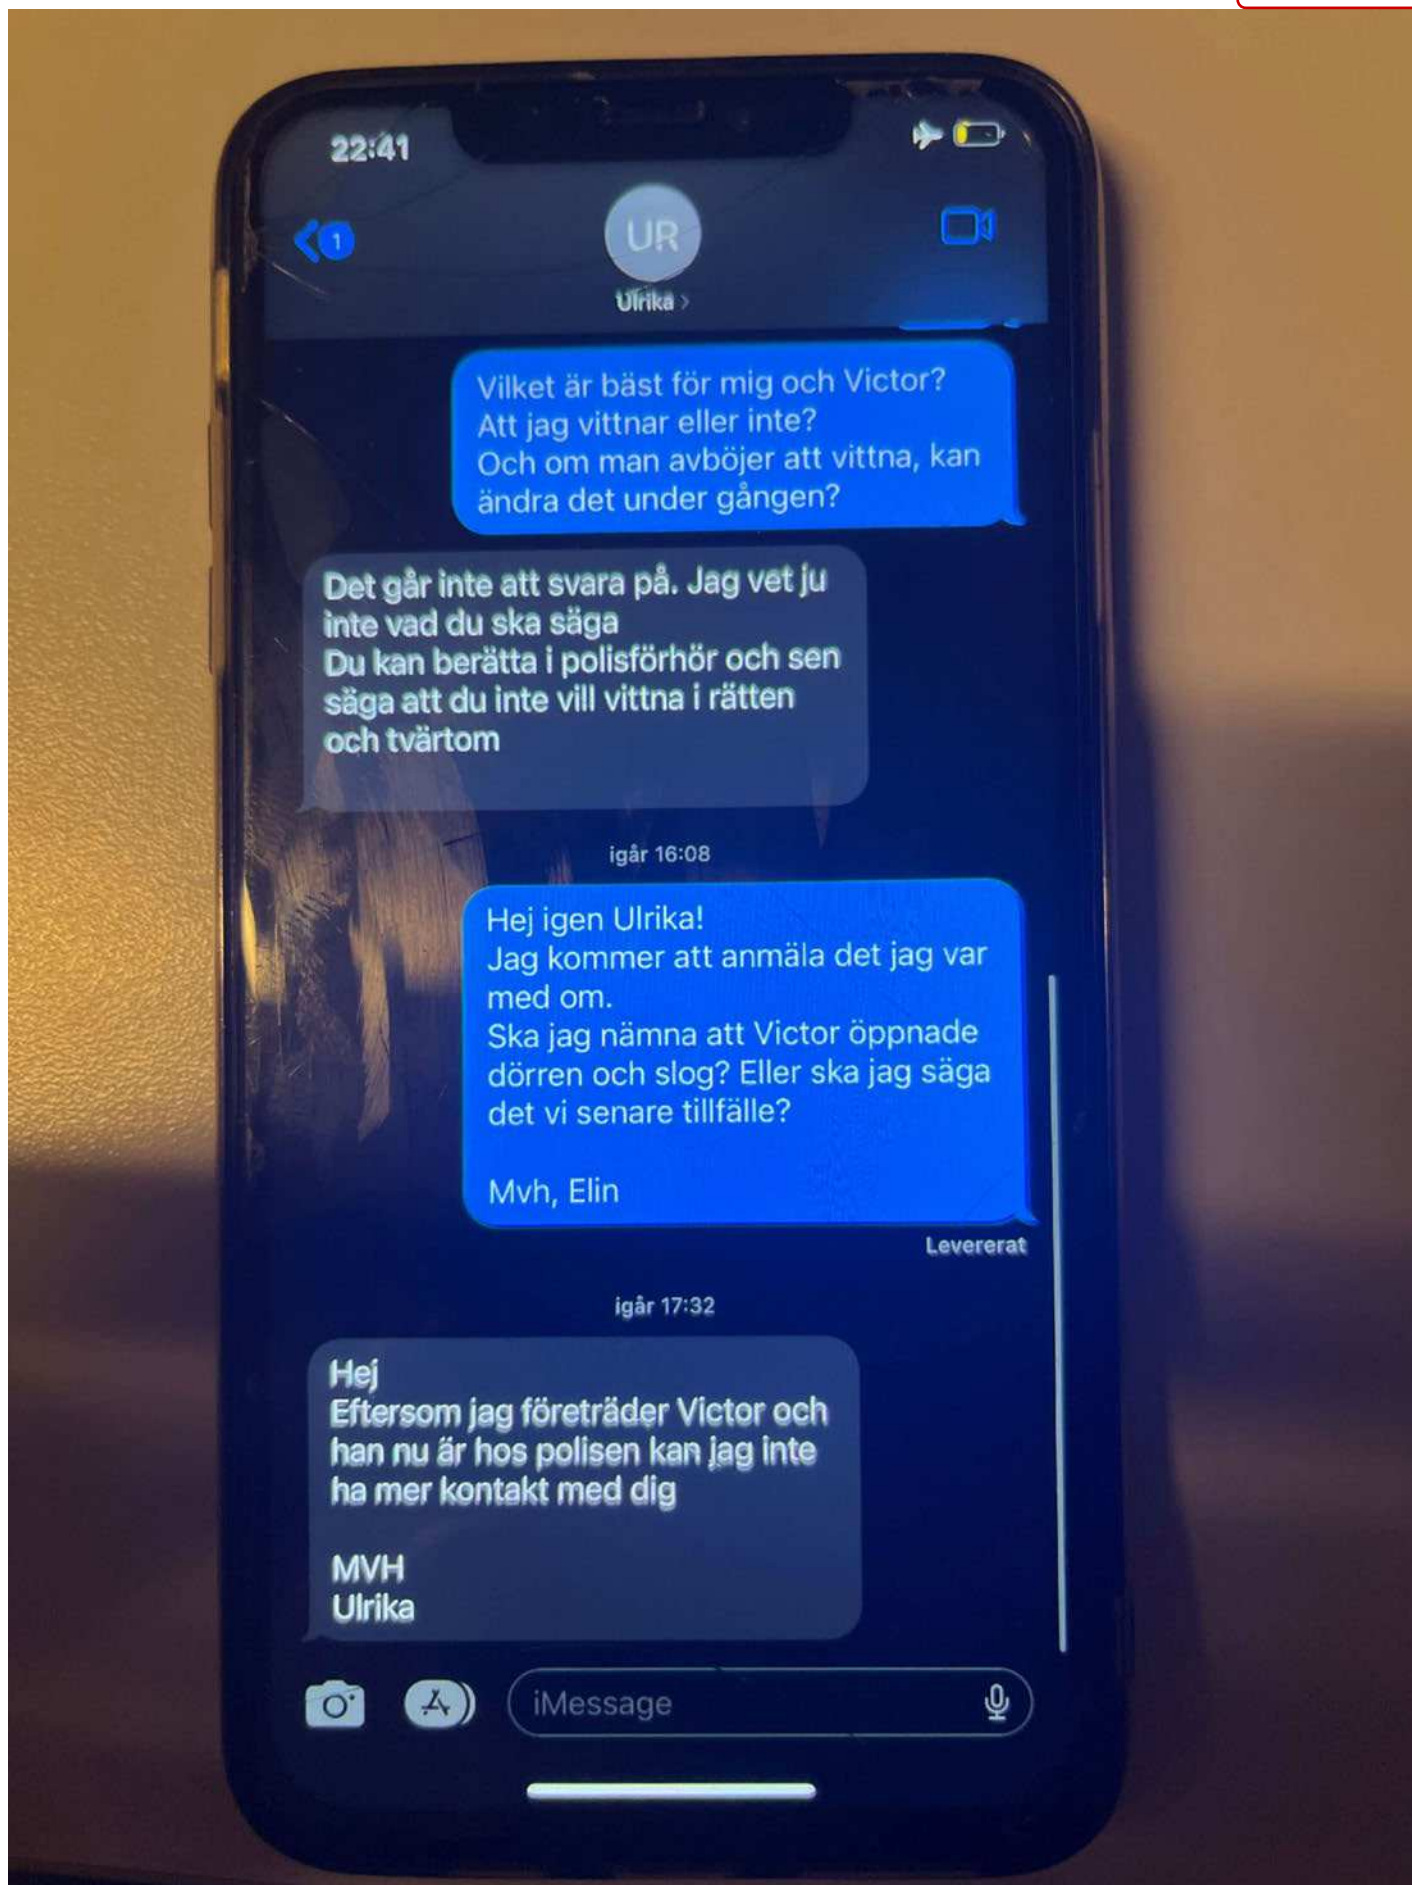 22:41
1
UR
Ulrika >
Vilket är bäst för mig och Victor?
Att jag vittnar eller inte?
Och om man avböjer att vittna, kan
ändra det under gången?
Det går inte att svara på. Jag vet ju
inte vad du ska säga
Du kan berätta i polisförhör och sen
säga att du inte vill vittna i rätten
och tvärtom
igår 16:08
Hej igen Ulrika!
Jag kommer att anmäla det jag var
med om.
Ska jag nämna att Victor öppnade
dörren och slog? Eller ska jag säga
det vi senare tillfälle?
Mvh, Elin
Levererat
igår 17:32
Hej
Eftersom jag företräder Victor och
han nu är hos polisen kan jag inte
ha mer kontakt med dig
MVH
Ulrika
iMessage